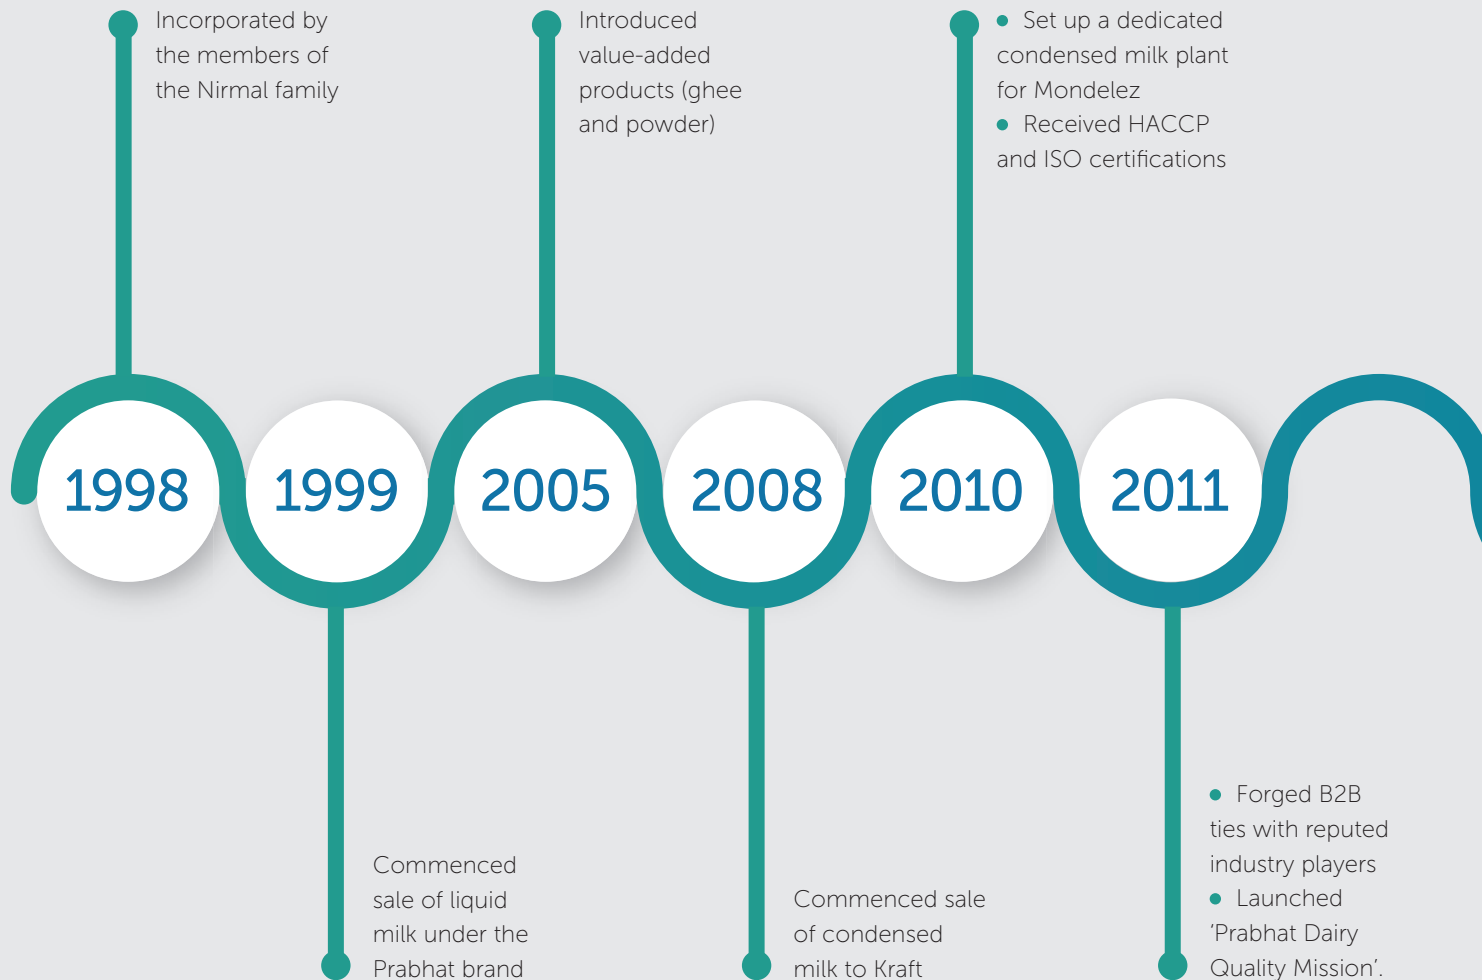 Incorporated by
the members of
the Nirmal family
Introduced
value-added
products (ghee
and powder)
• Set up a dedicated
condensed milk plant
for Mondelez
• Received HACCP
and ISO certifications
1998
1999
2005
2008
2010
2011
Commenced
sale of liquid
milk under the
Prabhat brand
Commenced sale
of condensed
milk to Kraft
• Forged B2B
ties with reputed
industry players
• Launched
‘Prabhat Dairy
Quality Mission’.